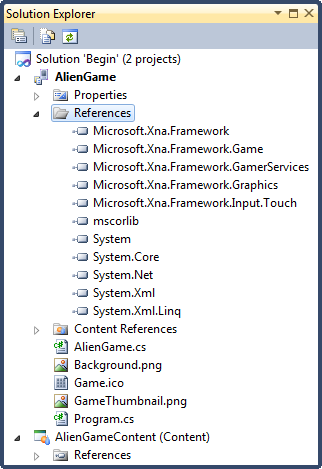 Solution Explorer
Solution 'Begin' (2 projects)
AlienGame
Properties
References
Microsoft.Xna.Framework
Microsoft.Xna.Framework.Game
Microsoft.Xna.Framework.GamerServices
Microsoft.Xna.Framework.Graphics
Microsoft.Xna.Framework.Input.Touch
mscorlib
System
System.Core
System.Net
System.Xml
System.Xml.Linq
Content References
AlienGame.cs
Background.png
Game.ico
GameThumbnail.png
Program.cs
AlienGameContent (Content)
References